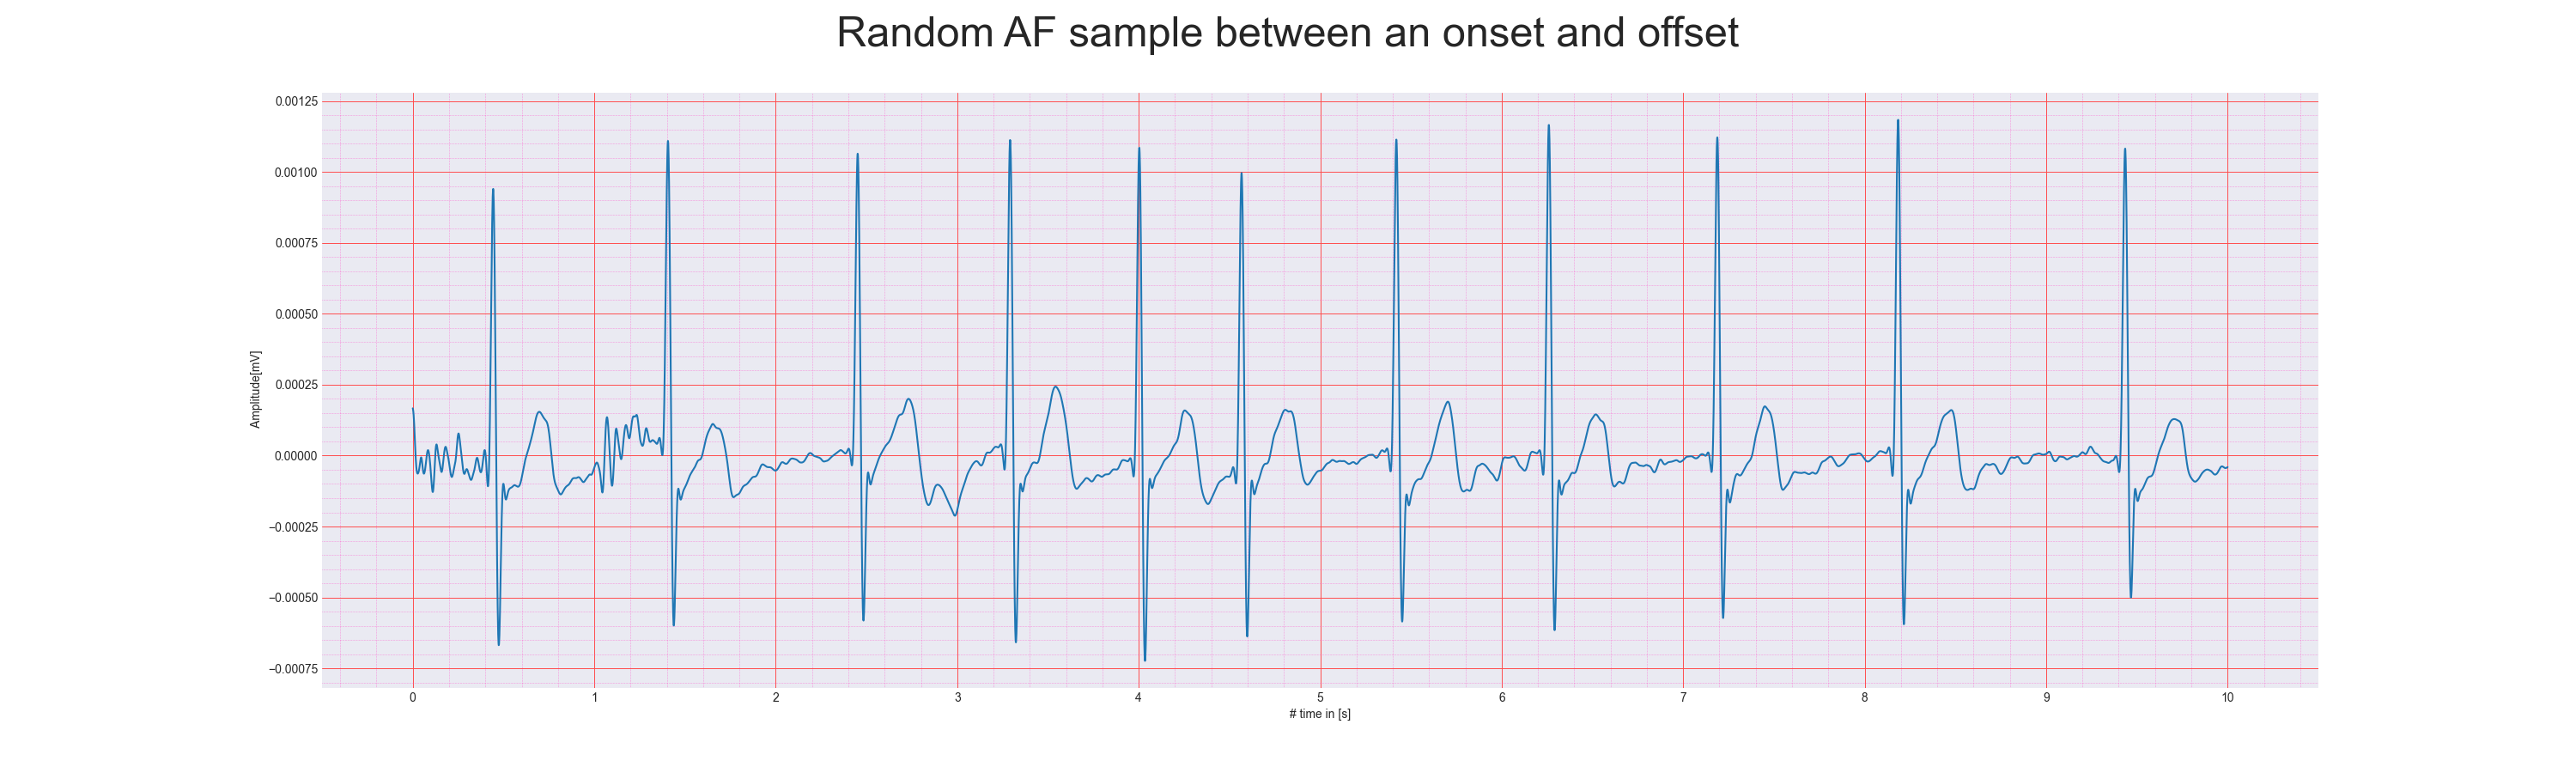 Random AF sample between an onset and offset
0.00125
0.00100
0.00075
0.00050
0.00025
0.00000
−0.00025
−0.00050
−0.00075
Amplitude[mV]
0 1 2 3 4 5 6 7 8 9 10
# time in [s]